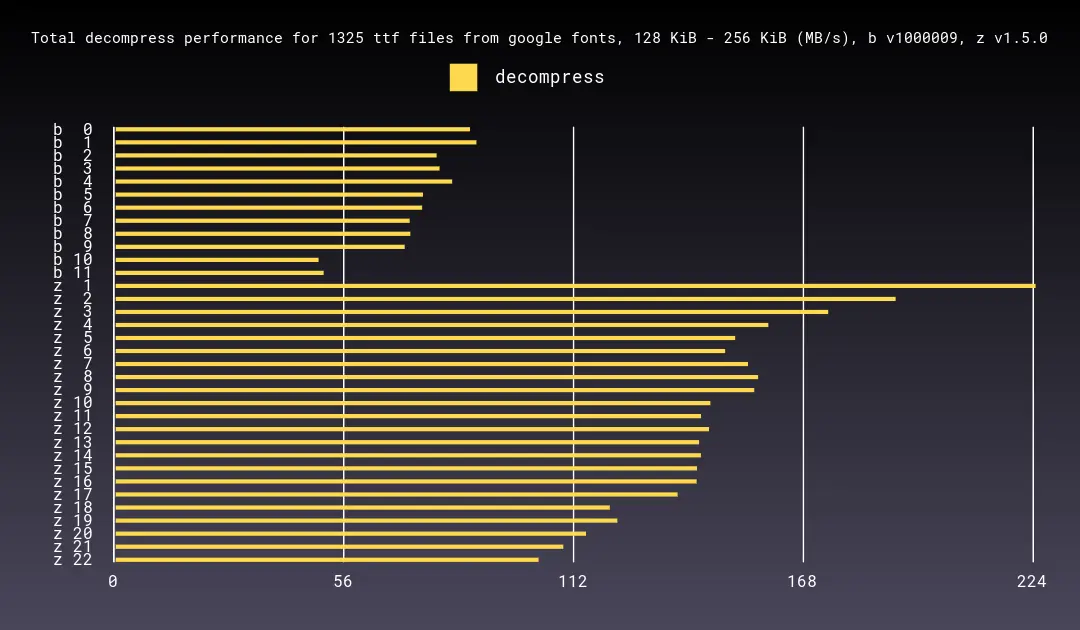 Total decompress performance for 1325 ttf files from google fonts, 128 KiB - 256 KiB (MB/s), b v1000009, z v1.5.0
decompress
b 0
b 1
b 2
b 3
b 4
b 5
b 6
b 7
b 8
b 9
b 10
b 11
z 1
z 2
z 3
z 4
z 5
z 6
z 7
z 8
z 9
z 10
z 11
z 12
z 13
z 14
z 15
z 16
z 17
z 18
z 19
z 20
z 21
z 22
0 56 112 168 224